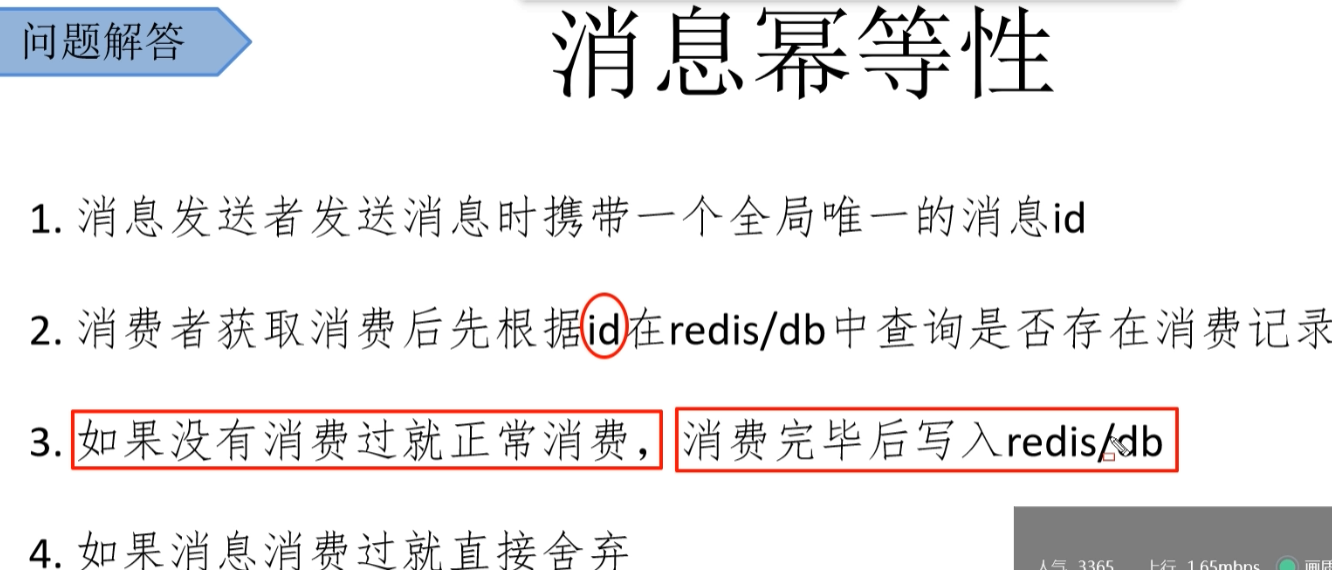 问题解答
消息幂等性
1. 消息发送者发送消息时携带一个全局唯一的消息id
2. 消费者获取消费后先根据id在redis/db中查询是否存在消费记录
3. 如果没有消费过就正常消费，消费完毕后写入redis/db
4. 如果消息消费过就直接舍弃
人气 3365 上行 1.65mbps 画质